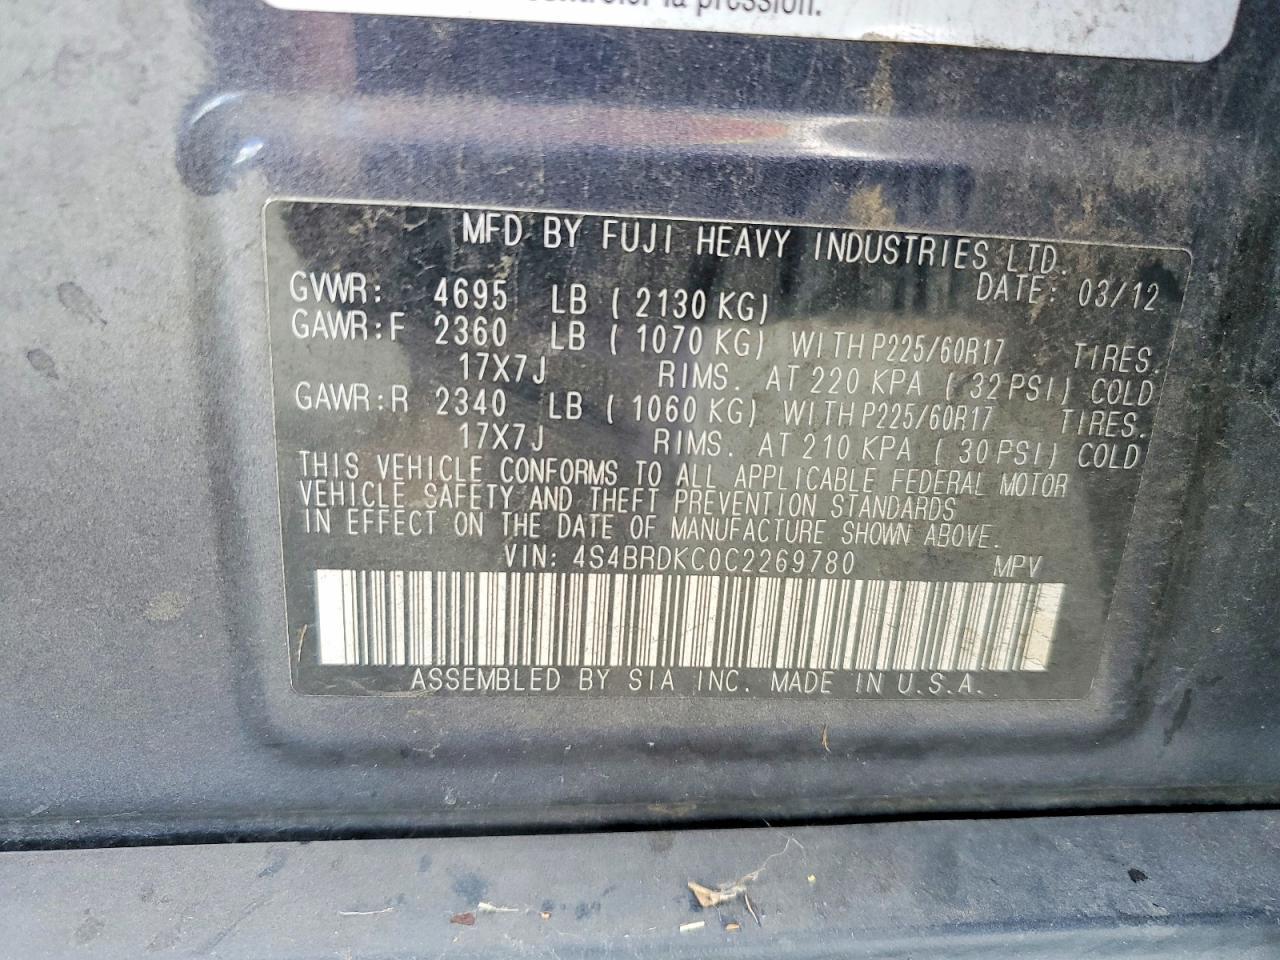 la pression.
MFD BY FUJI HEAVY INDUSTRIES LTD.
DATE: 03/12
GVWR: 4695 LB (2130 KG)
GAWR:F 2360 LB (1070 KG) WITH P225/60R17 TIRES.
17X7J RIMS. AT 220 KPA (32 PSI) COLD
GAWR:R 2340 LB (1060 KG) WITH P225/60R17 TIRES.
17X7J RIMS. AT 210 KPA (30 PSI) COLD
THIS VEHICLE CONFORMS TO ALL APPLICABLE FEDERAL MOTOR
VEHICLE SAFETY AND THEFT PREVENTION STANDARDS
IN EFFECT ON THE DATE OF MANUFACTURE SHOWN ABOVE.
VIN: 4S4BRDKC0C2269780 MPV
ASSEMBLED BY SIA INC. MADE IN U.S.A.